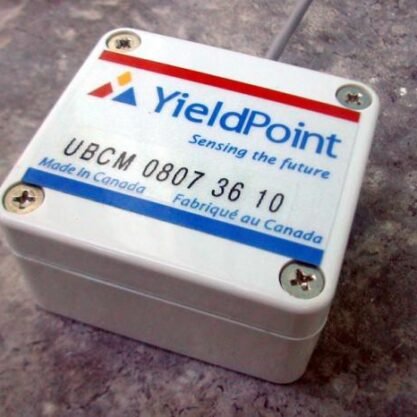 YieldPoint
Sensing the future
UBCM 0807 36 10
Made In Canada Fabriqué au Canada